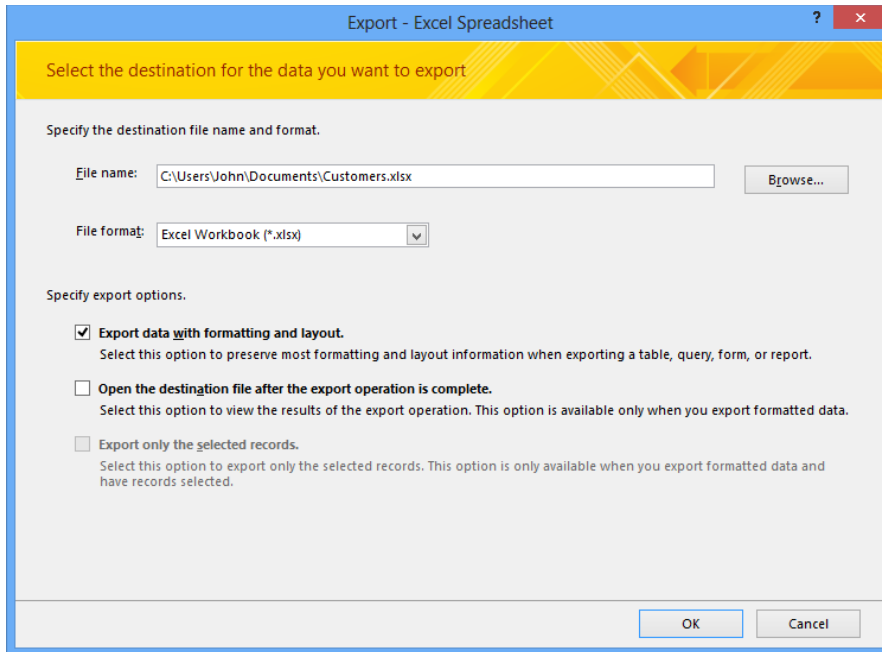 Export - Excel Spreadsheet
?
Select the destination for the data you want to export
Specify the destination file name and format.
File name: C:\Users\John\Documents\Customers.xlsx Browse...
File format: Excel Workbook (*.xlsx)
Specify export options.
Export data with formatting and layout.
Select this option to preserve most formatting and layout information when exporting a table, query, form, or report.
Open the destination file after the export operation is complete.
Select this option to view the results of the export operation. This option is available only when you export formatted data.
Export only the selected records.
Select this option to export only the selected records. This option is only available when you export formatted data and
have records selected.
OK Cancel